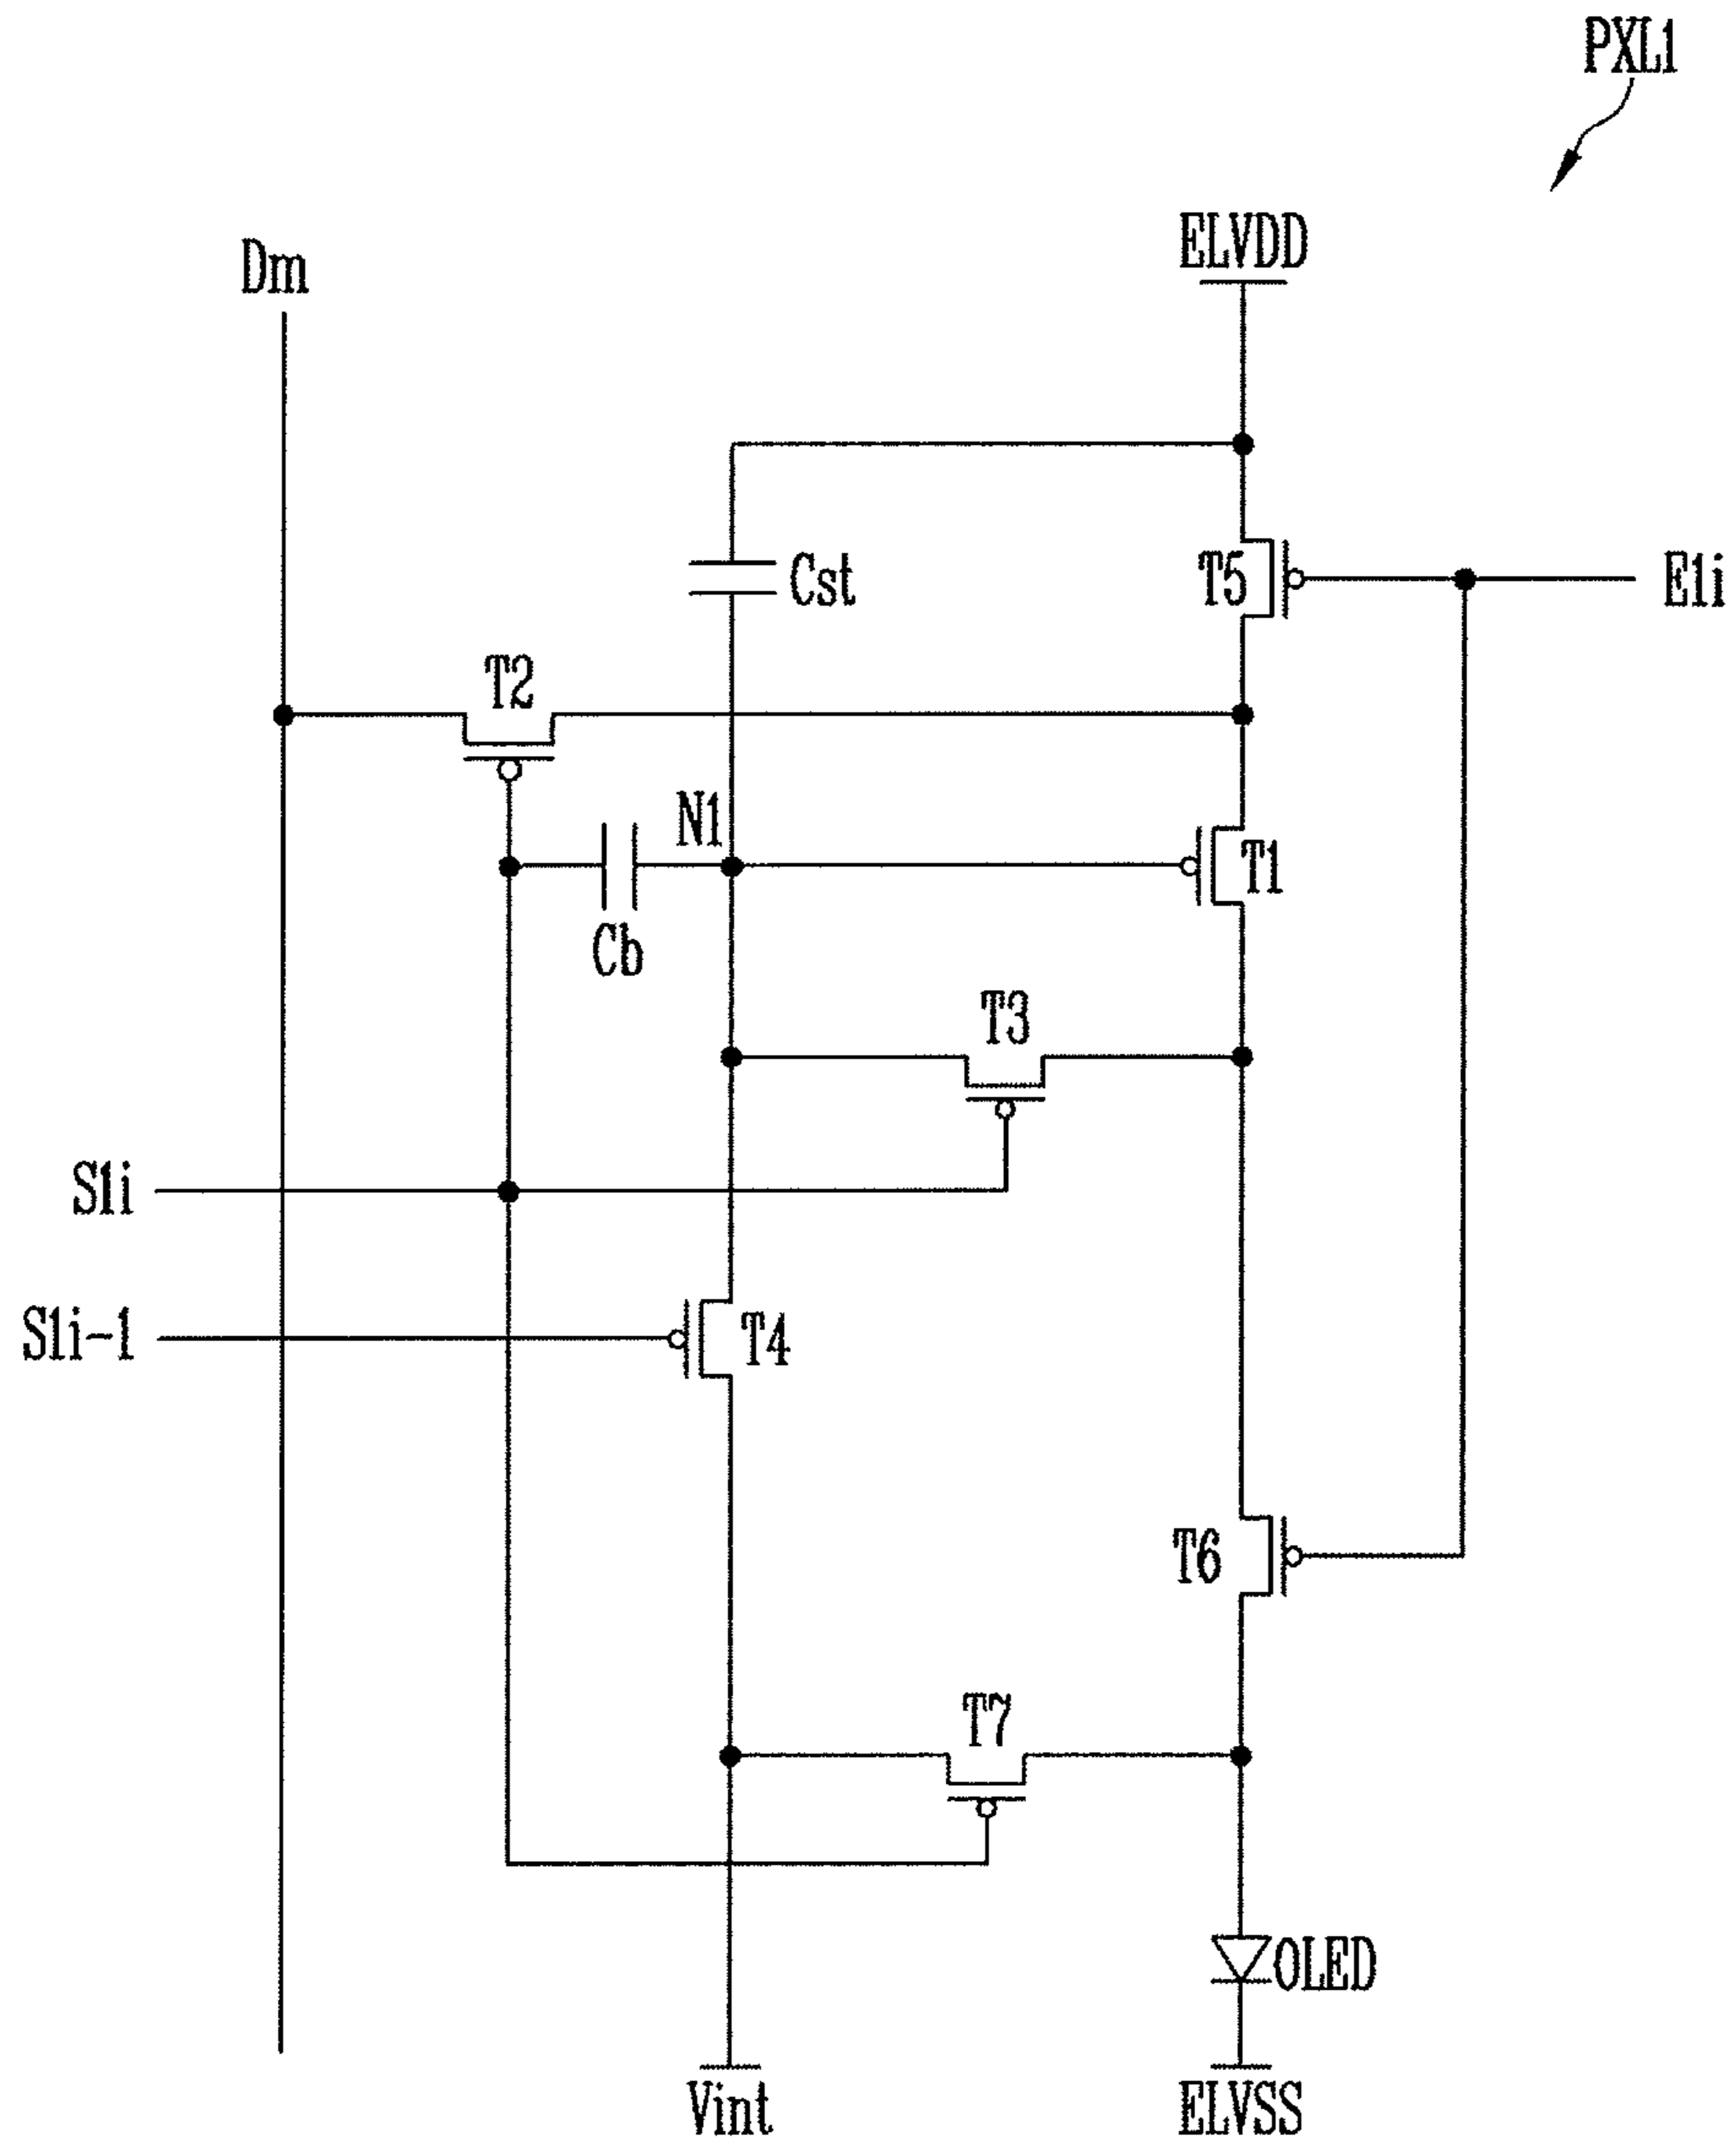 PXL1
ELVDD
Dm
Cst
T5
E1i
T2
N1
T1
Cb
T3
S1i
S1i-1
T4
T6
T7
OLED
Vint
ELVSS